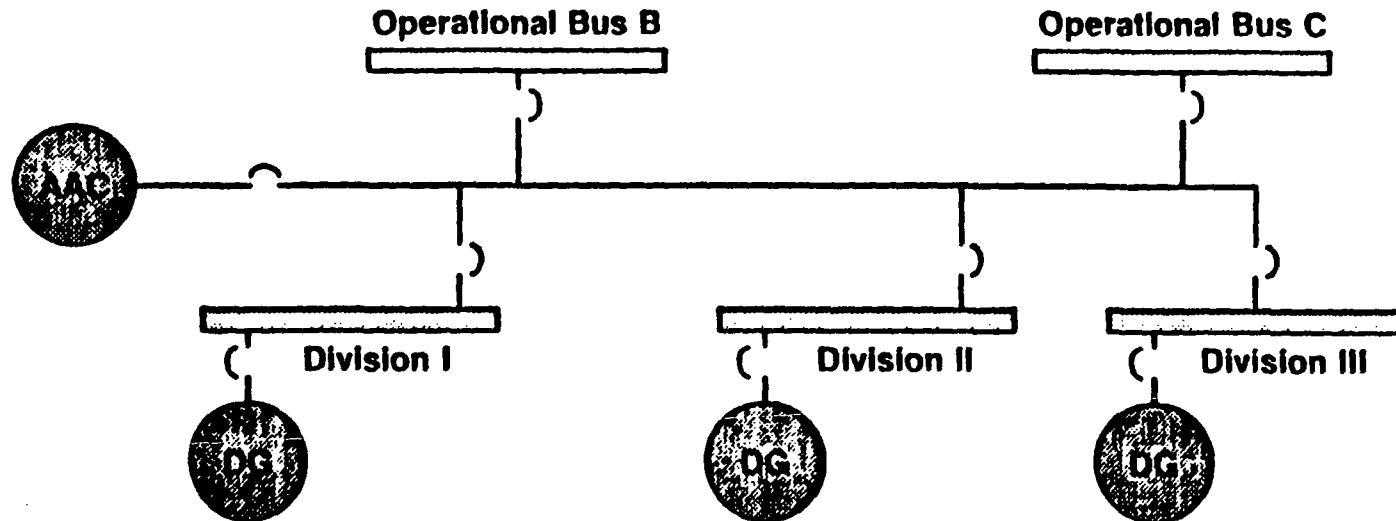 Operational Bus B
Operational Bus C
AAC
Division I
Division II
Division III
DG
DG
DG